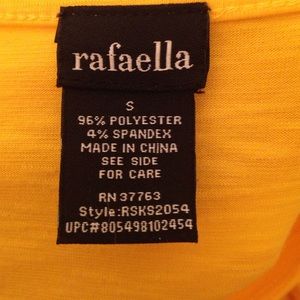 rafaella
S
96% POLYESTER
4% SPANDEX
MADE IN CHINA
SEE SIDE
FOR CARE
RN 37763
Style:RSKS2054
UPC#805498102454